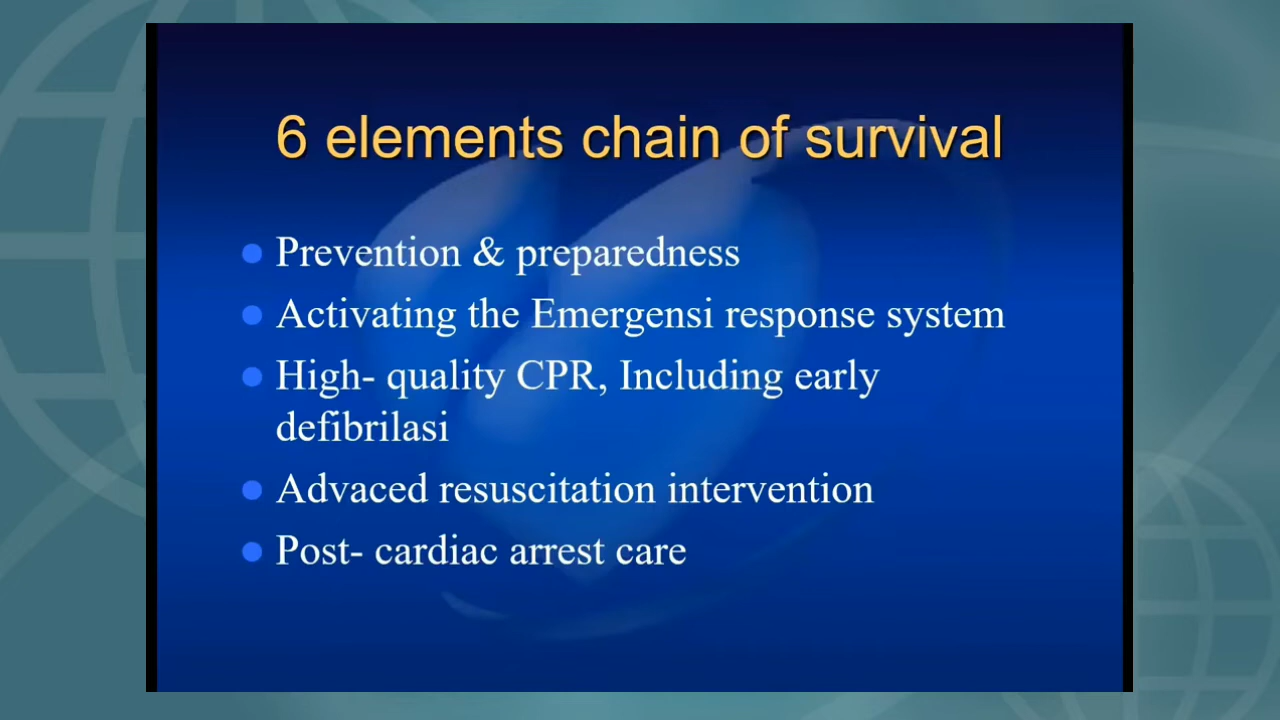 6 elements chain of survival
Prevention & preparedness
Activating the Emergensi response system
High- quality CPR, Including early
defibrilasi
Advaced resuscitation intervention
Post- cardiac arrest care